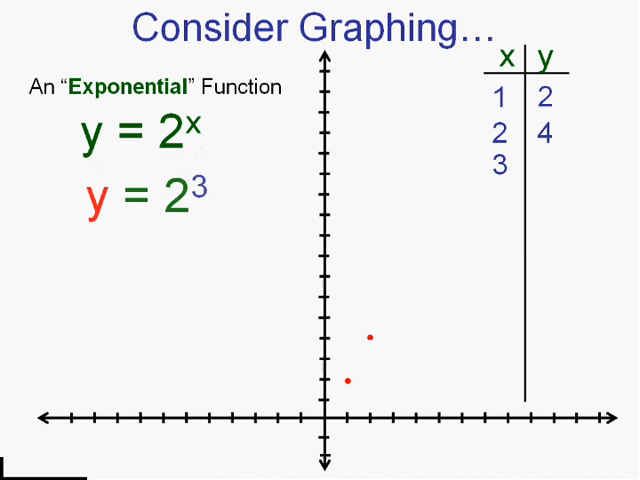 Consider Graphing…
An “Exponential” Function
y = 2ˣ
y = 2³
x y
1 2
2 4
3